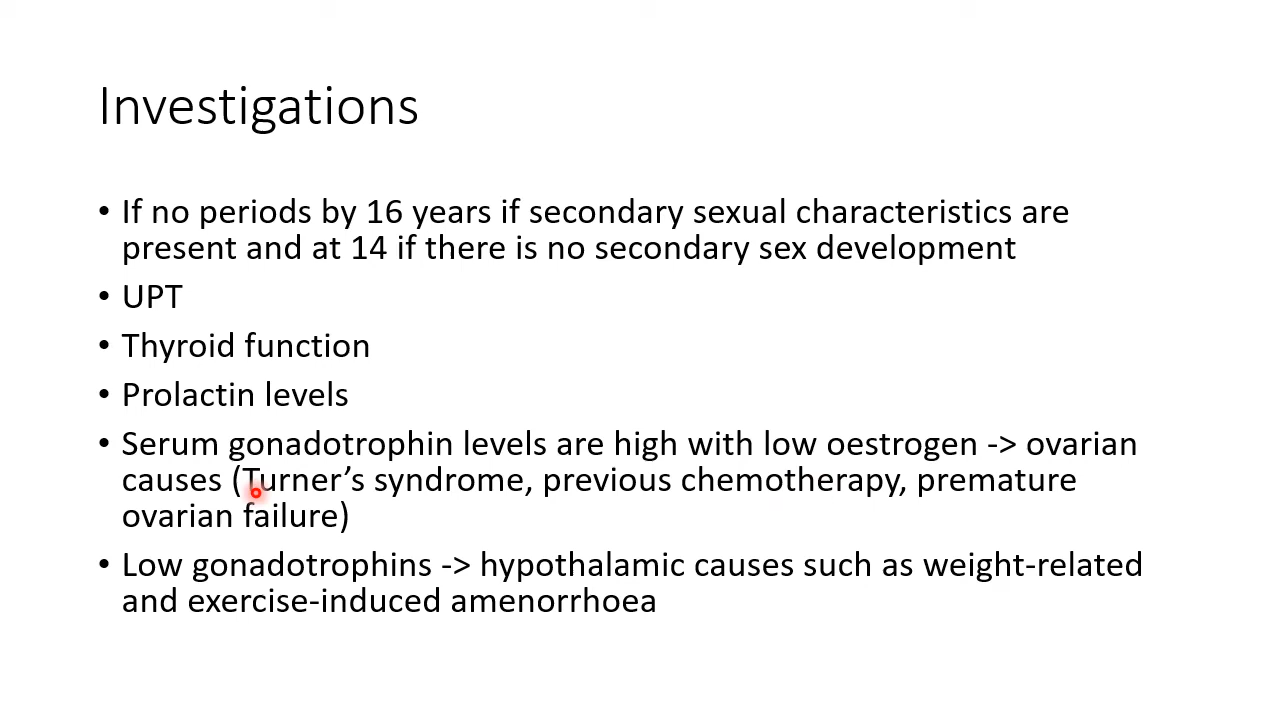 Investigations
• If no periods by 16 years if secondary sexual characteristics are
present and at 14 if there is no secondary sex development
• UPT
• Thyroid function
• Prolactin levels
• Serum gonadotrophin levels are high with low oestrogen -> ovarian
causes (Turner’s syndrome, previous chemotherapy, premature
ovarian failure)
• Low gonadotrophins -> hypothalamic causes such as weight-related
and exercise-induced amenorrhoea